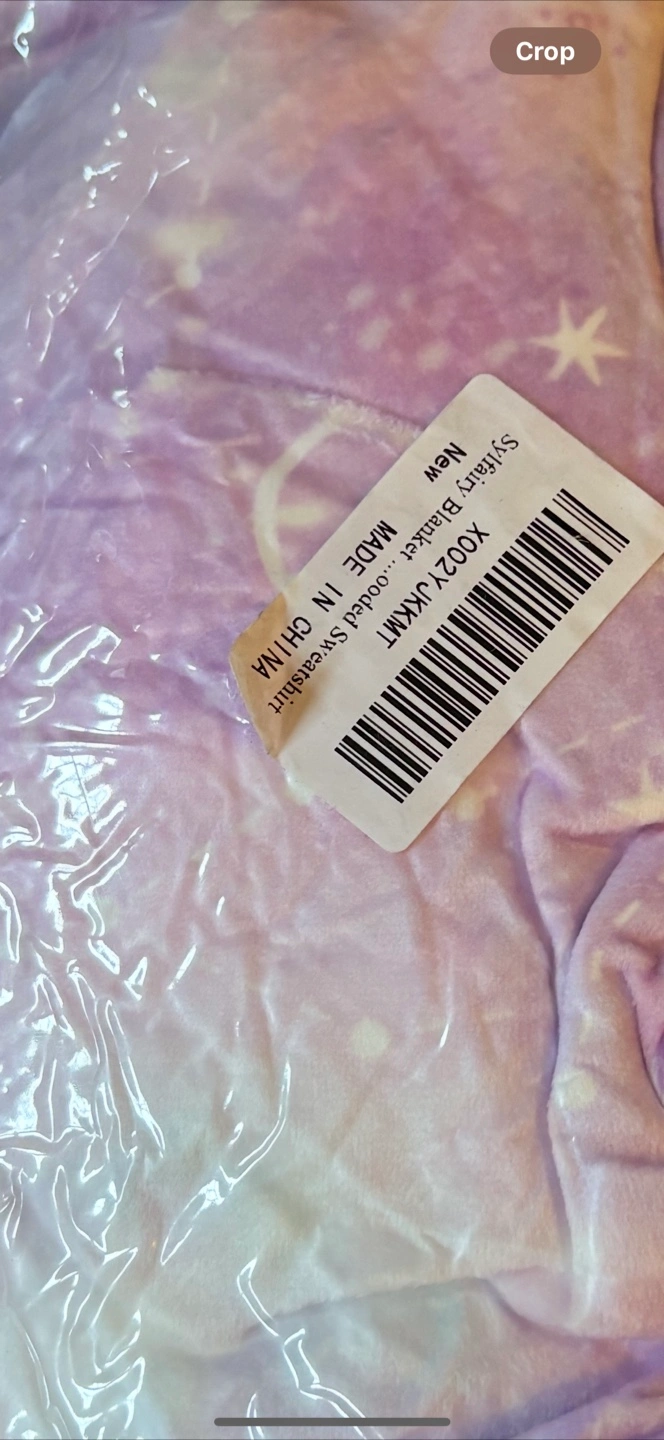 Crop
X002YJKKMT
Sylfairy Blanket ...ooded Sweatshirt
New
MADE IN CHINA